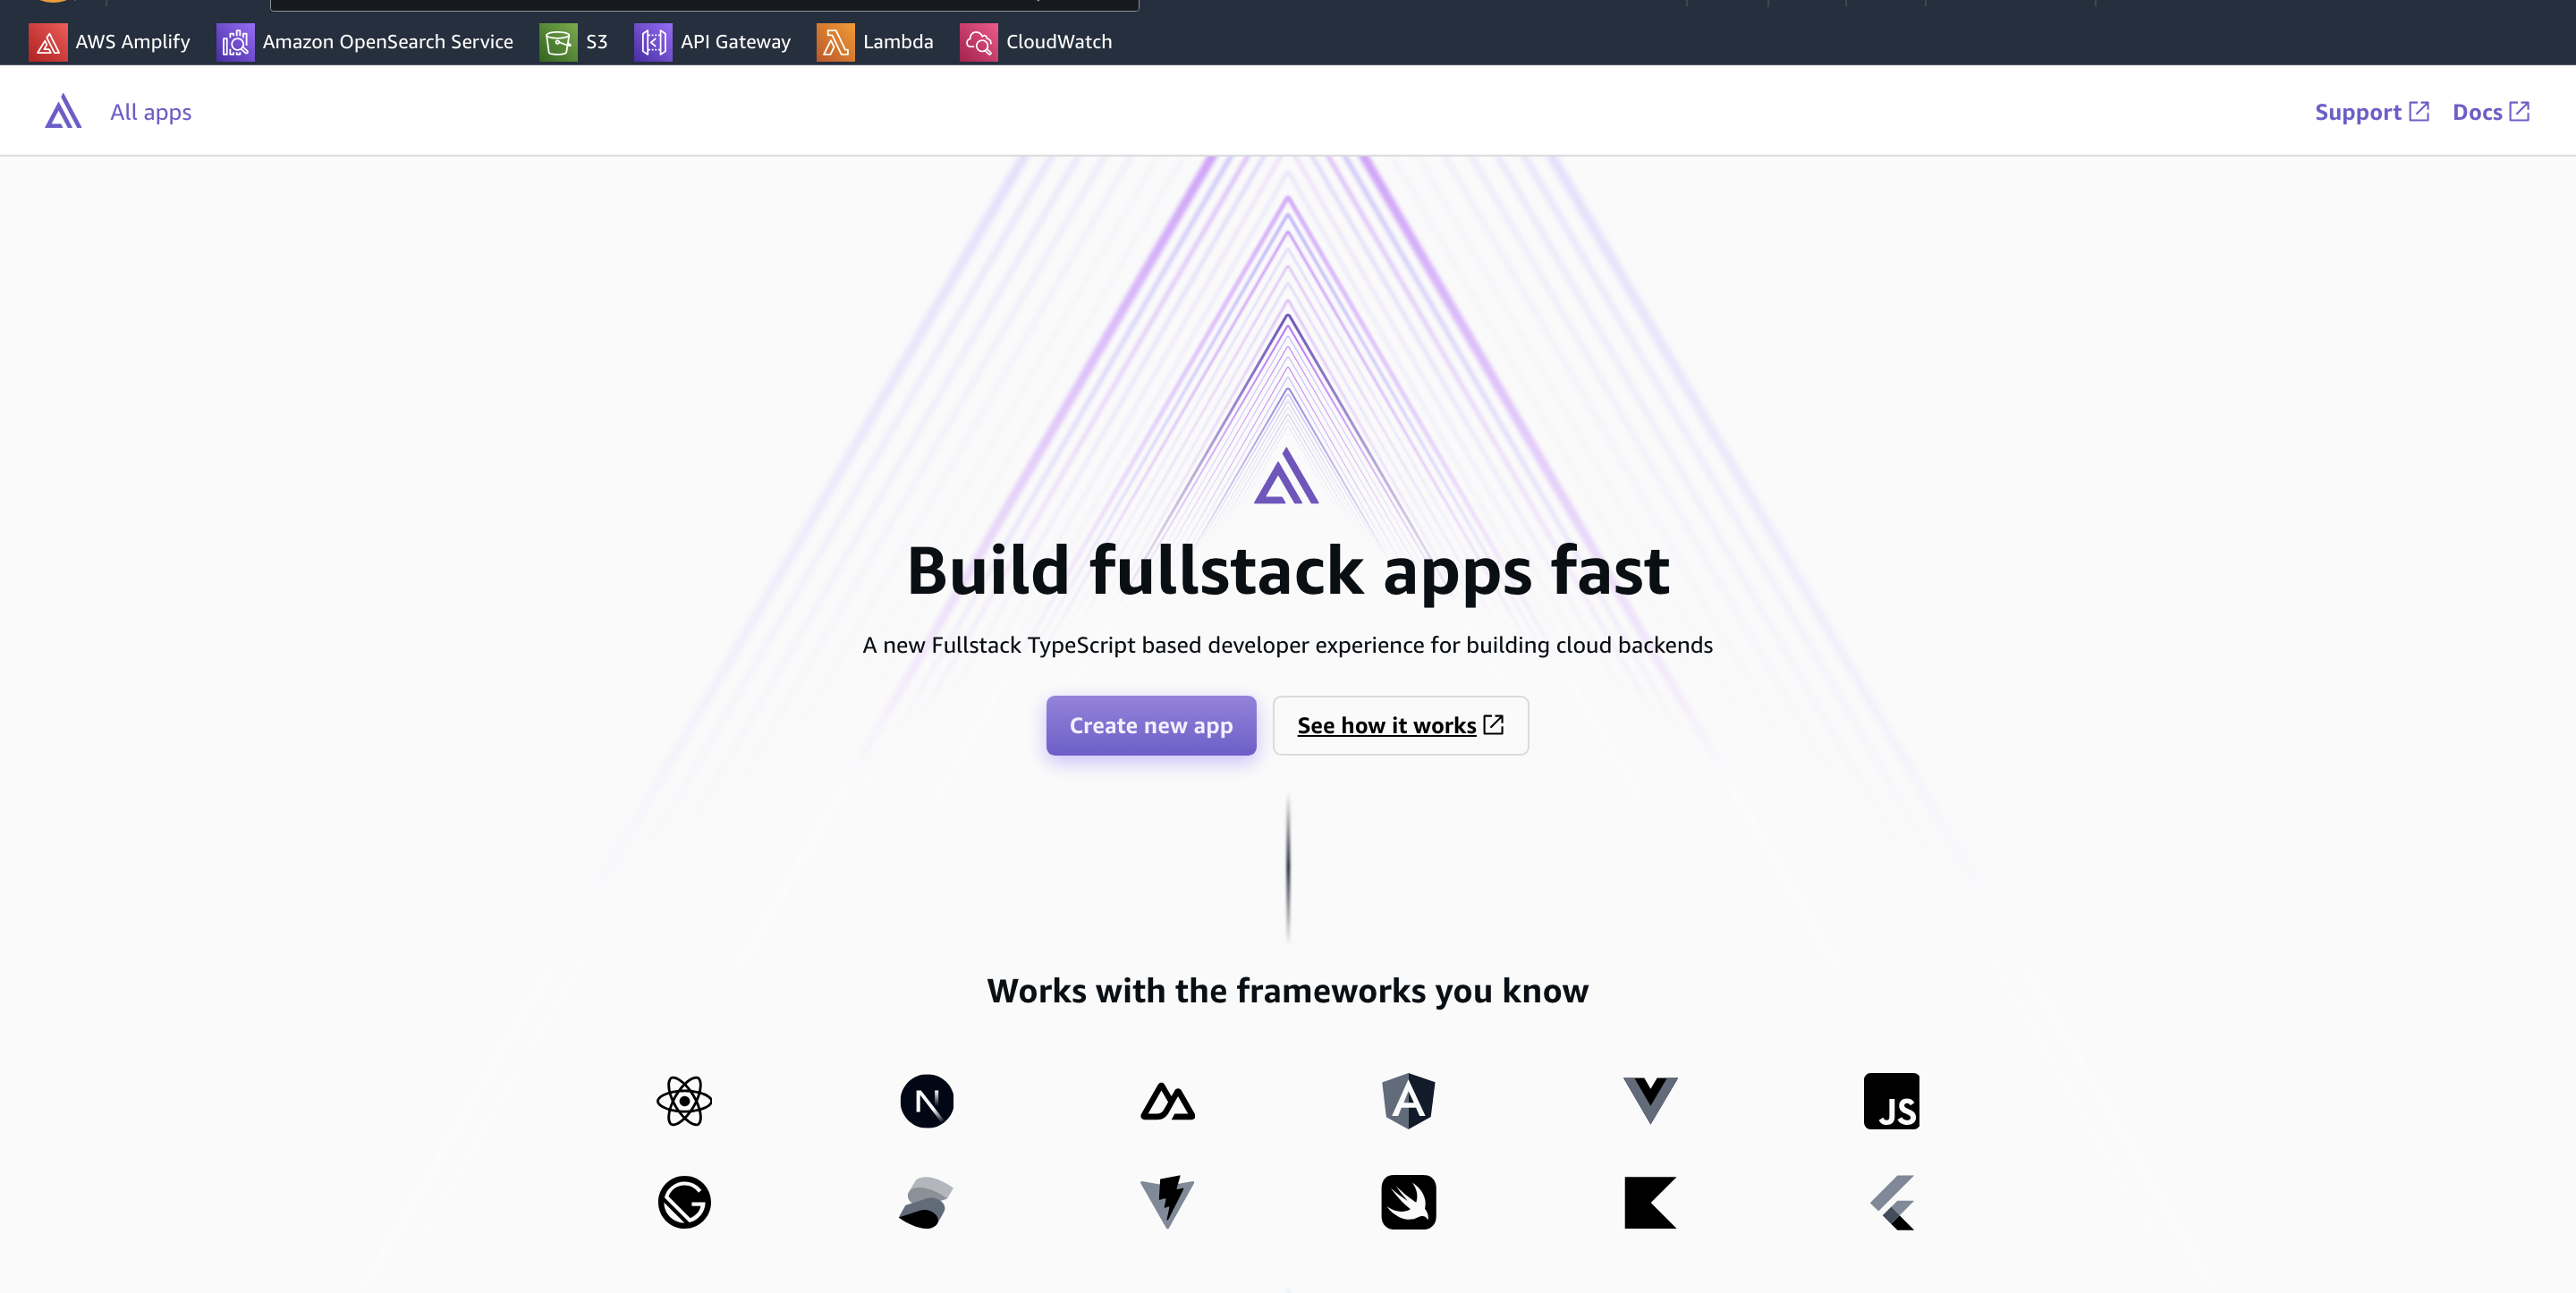 AWS Amplify Amazon OpenSearch Service S3 API Gateway Lambda CloudWatch
All apps Support Docs
Build fullstack apps fast
A new Fullstack TypeScript based developer experience for building cloud backends
Create new app See how it works
Works with the frameworks you know
N A JS